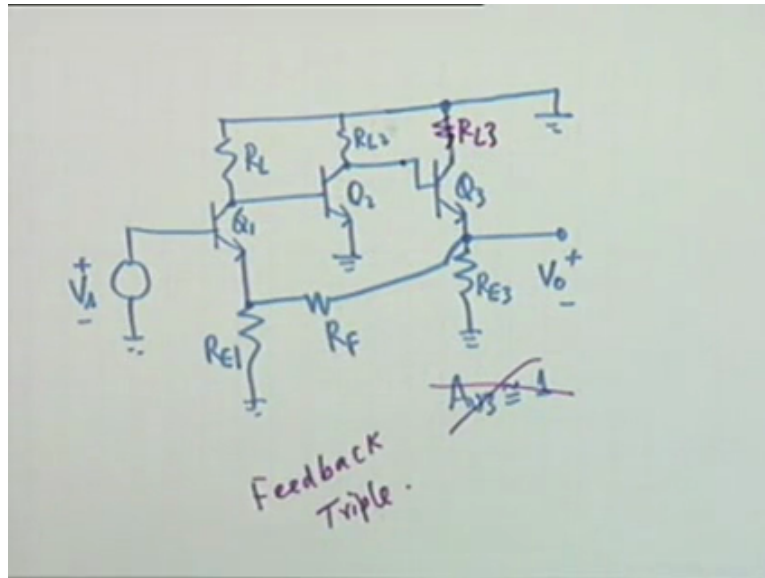 RL
RL2
RL3
Q1
Q2
Q3
+
Vs
-
RE1
RF
RE3
+
Vo
-
Av3 ≅ 1
Feedback
Triple.